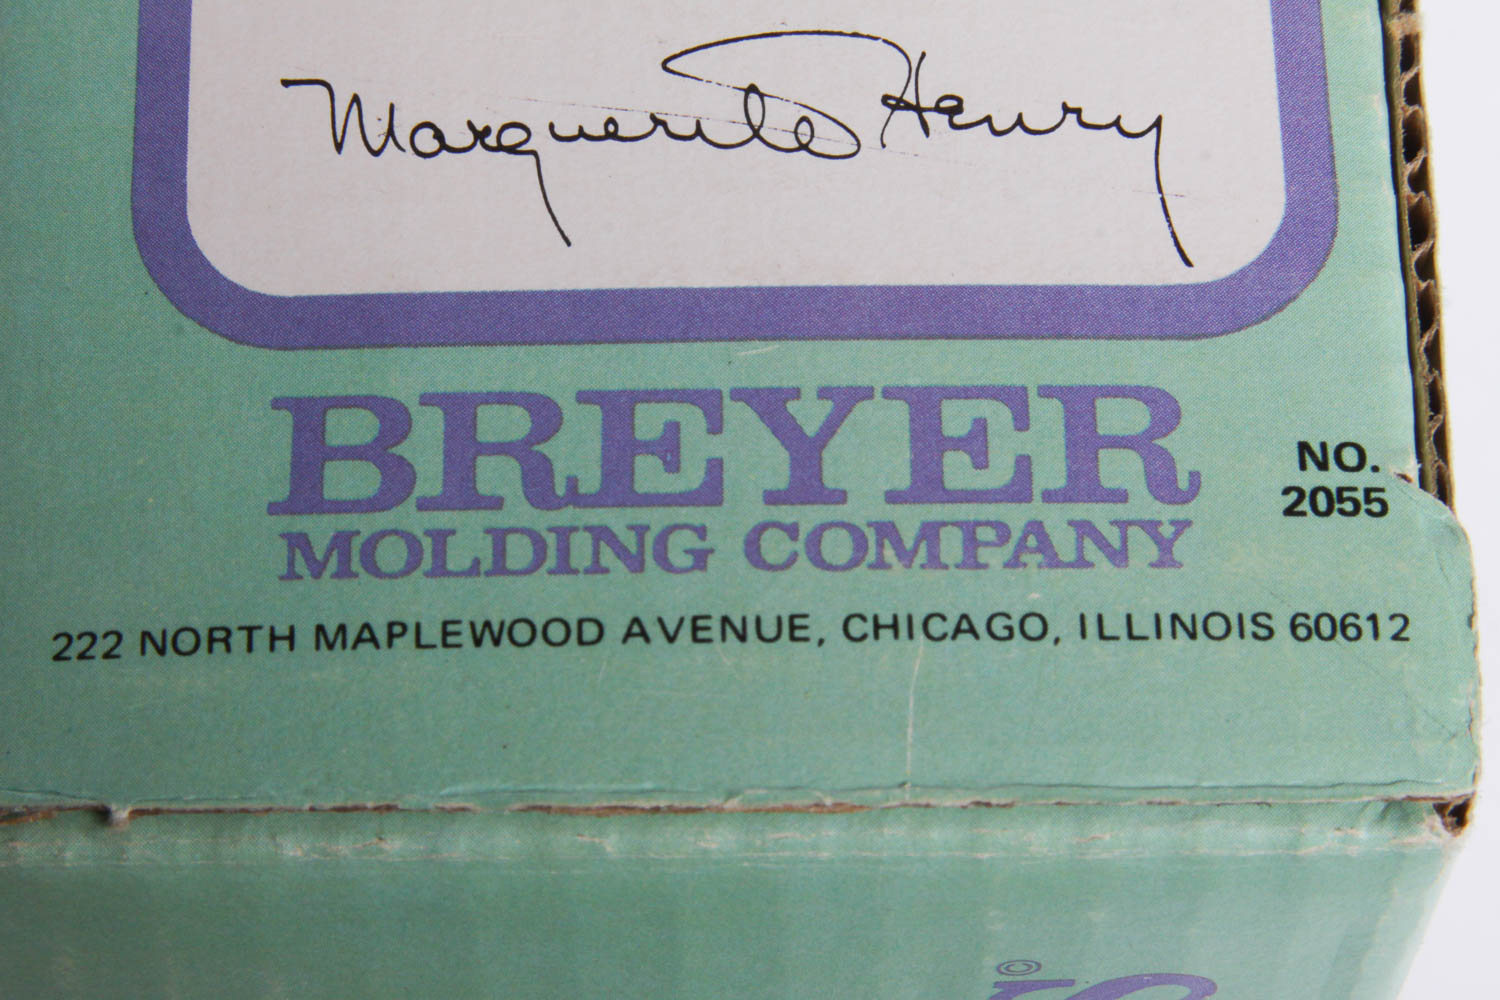 Marguerite Henry
BREYER
MOLDING COMPANY
NO.
2055
222 NORTH MAPLEWOOD AVENUE, CHICAGO, ILLINOIS 60612
©